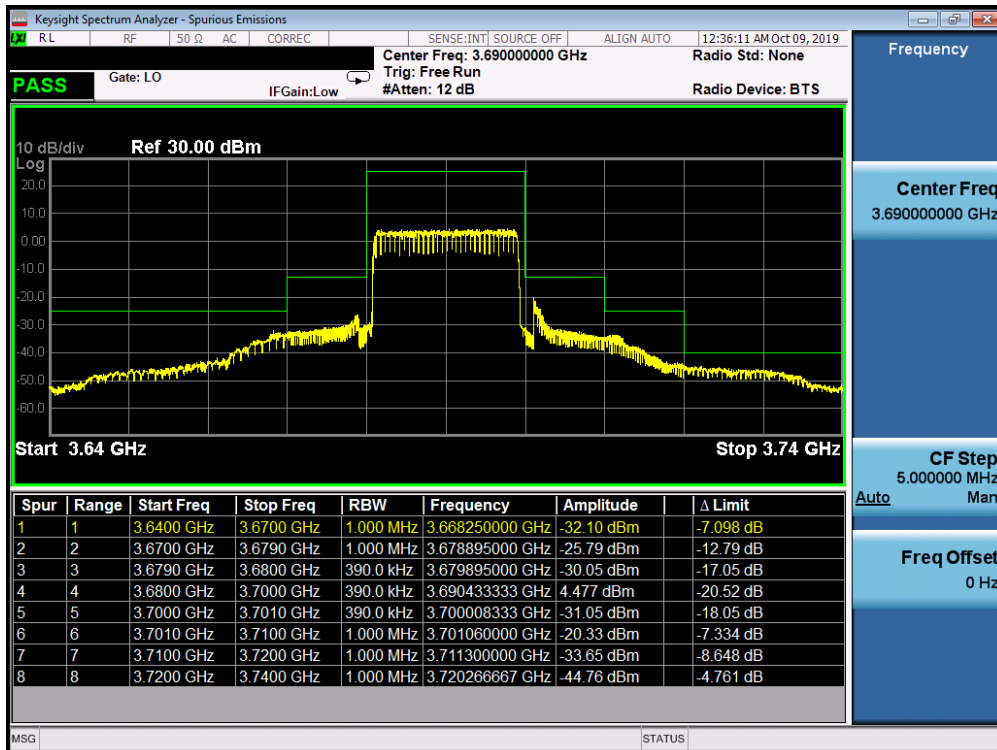 Keysight Spectrum Analyzer - Spurious Emissions
LXI RL RF 50 Ω AC CORREC SENSE:INT SOURCE OFF ALIGN AUTO 12:36:11 AM Oct 09, 2019
Center Freq: 3.690000000 GHz Radio Std: None
PASS Gate: LO Trig: Free Run
IFGain:Low #Atten: 12 dB Radio Device: BTS
10 dB/div Ref 30.00 dBm
Log
20.0
10.0
0.00
-10.0
-20.0
-30.0
-40.0
-50.0
-60.0
Start 3.64 GHz Stop 3.74 GHz
Spur Range Start Freq Stop Freq RBW Frequency Amplitude Δ Limit
1 1 3.6400 GHz 3.6700 GHz 1.000 MHz 3.668250000 GHz -32.10 dBm -7.098 dB
2 2 3.6700 GHz 3.6790 GHz 1.000 MHz 3.678895000 GHz -25.79 dBm -12.79 dB
3 3 3.6790 GHz 3.6800 GHz 390.0 kHz 3.679895000 GHz -30.05 dBm -17.05 dB
4 4 3.6800 GHz 3.7000 GHz 390.0 kHz 3.690433333 GHz 4.477 dBm -20.52 dB
5 5 3.7000 GHz 3.7010 GHz 390.0 kHz 3.700008333 GHz -31.05 dBm -18.05 dB
6 6 3.7010 GHz 3.7100 GHz 1.000 MHz 3.701060000 GHz -20.33 dBm -7.334 dB
7 7 3.7100 GHz 3.7200 GHz 1.000 MHz 3.711300000 GHz -33.65 dBm -8.648 dB
8 8 3.7200 GHz 3.7400 GHz 1.000 MHz 3.720266667 GHz -44.76 dBm -4.761 dB
MSG STATUS
Frequency
Center Freq
3.690000000 GHz
CF Step
5.000000 MHz
Auto Man
Freq Offset
0 Hz